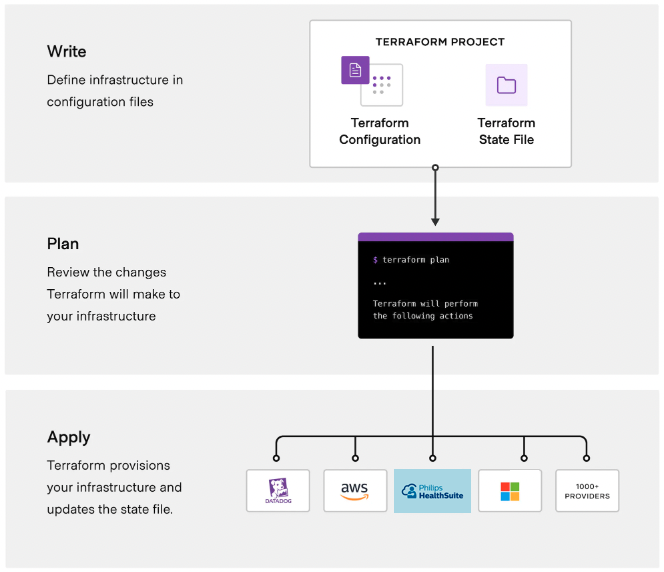 Write
Define infrastructure in
configuration files
TERRAFORM PROJECT
Terraform
Configuration
Terraform
State File
Plan
Review the changes
Terraform will make to
your infrastructure
$ terraform plan
...
Terraform will perform
the following actions
Apply
Terraform provisions
your infrastructure and
updates the state file.
DATADOG
aws
Philips
HealthSuite
1000+
PROVIDERS